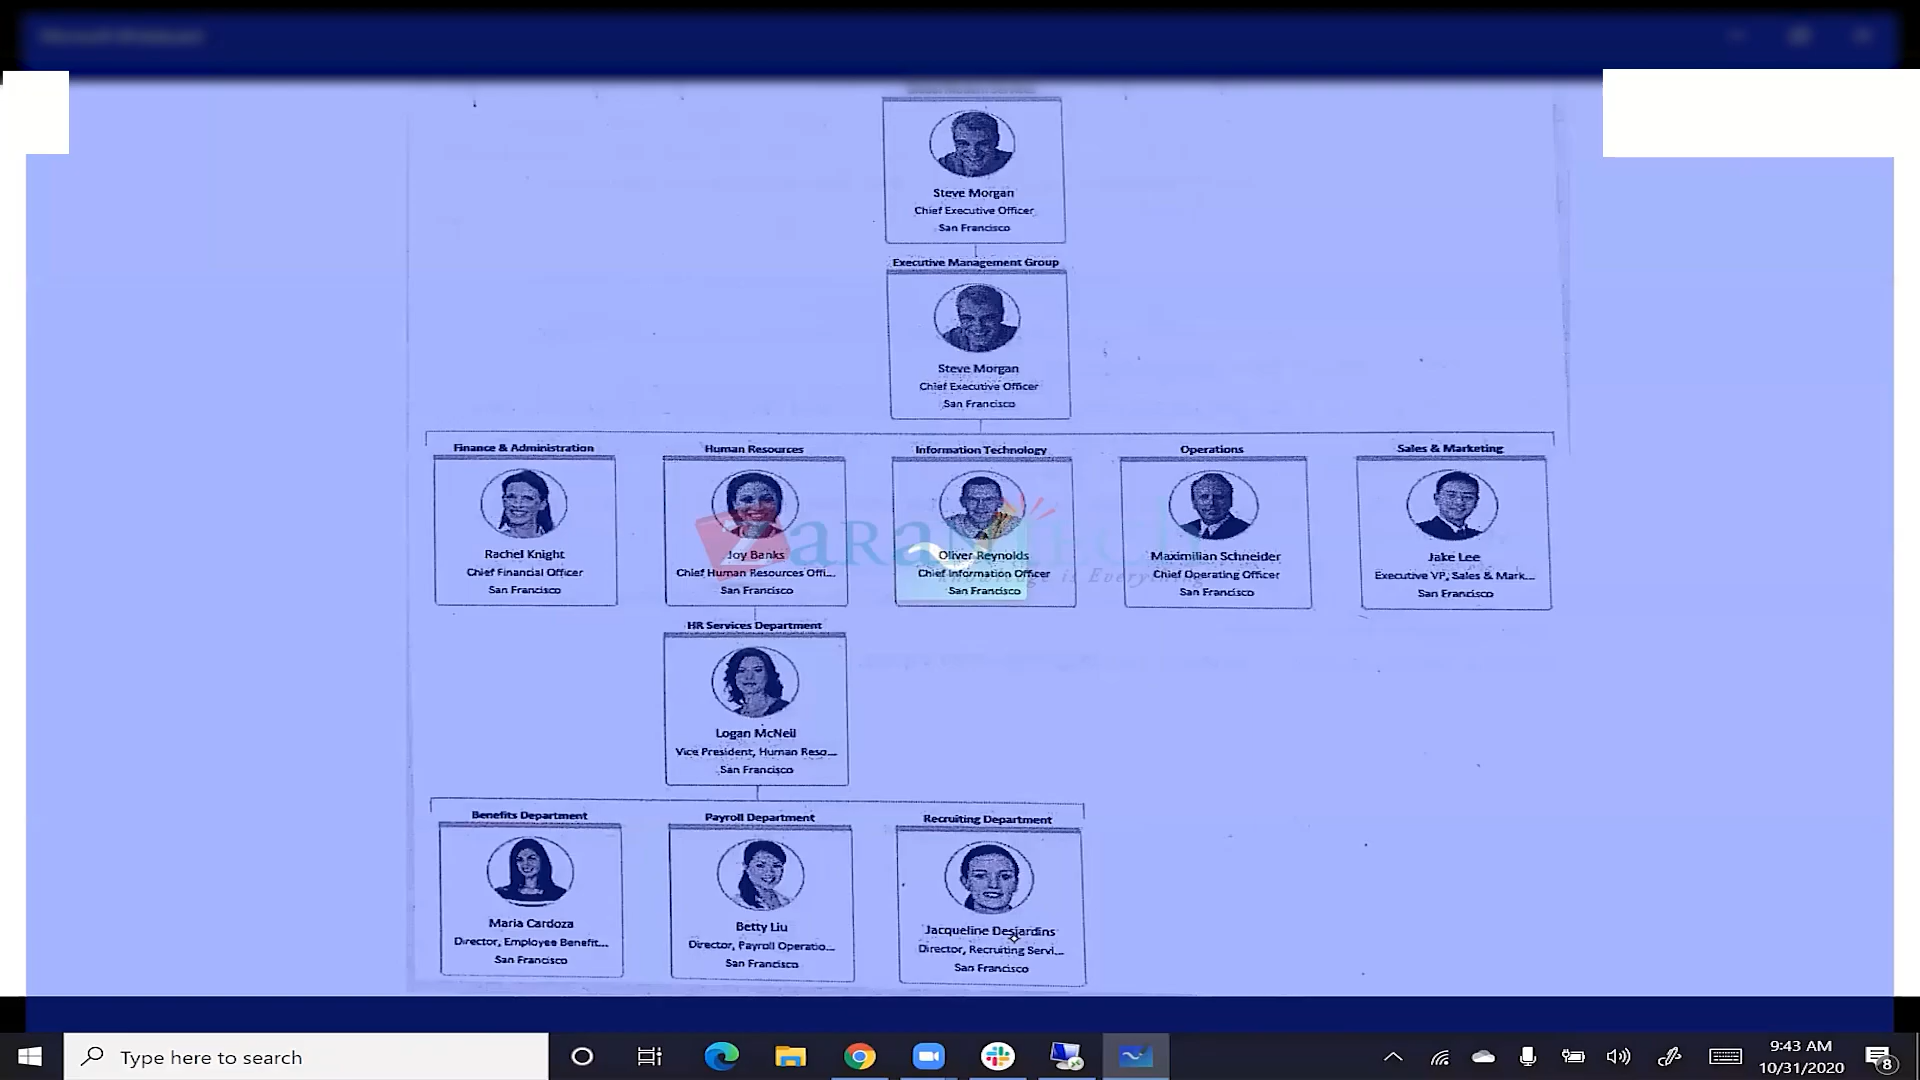 Steve Morgan
Chief Executive Officer
San Francisco
Executive Management Group
Steve Morgan
Chief Executive Officer
San Francisco
Finance & Administration
Rachel Knight
Chief Financial Officer
San Francisco
Human Resources
Joy Banks
Chief Human Resources Offi...
San Francisco
Information Technology
Oliver Reynolds
Chief Information Officer
San Francisco
Operations
Maximilian Schneider
Chief Operating Officer
San Francisco
Sales & Marketing
Jake Lee
Executive VP, Sales & Mark...
San Francisco
ZaranTech
Knowledge is Everything
HR Services Department
Logan McNeil
Vice President, Human Reso...
San Francisco
Benefits Department
Maria Cardoza
Director, Employee Benefit...
San Francisco
Payroll Department
Betty Liu
Director, Payroll Operatio...
San Francisco
Recruiting Department
Jacqueline Desjardins
Director, Recruiting Servi...
San Francisco
Type here to search
9:43 AM
10/31/2020
8